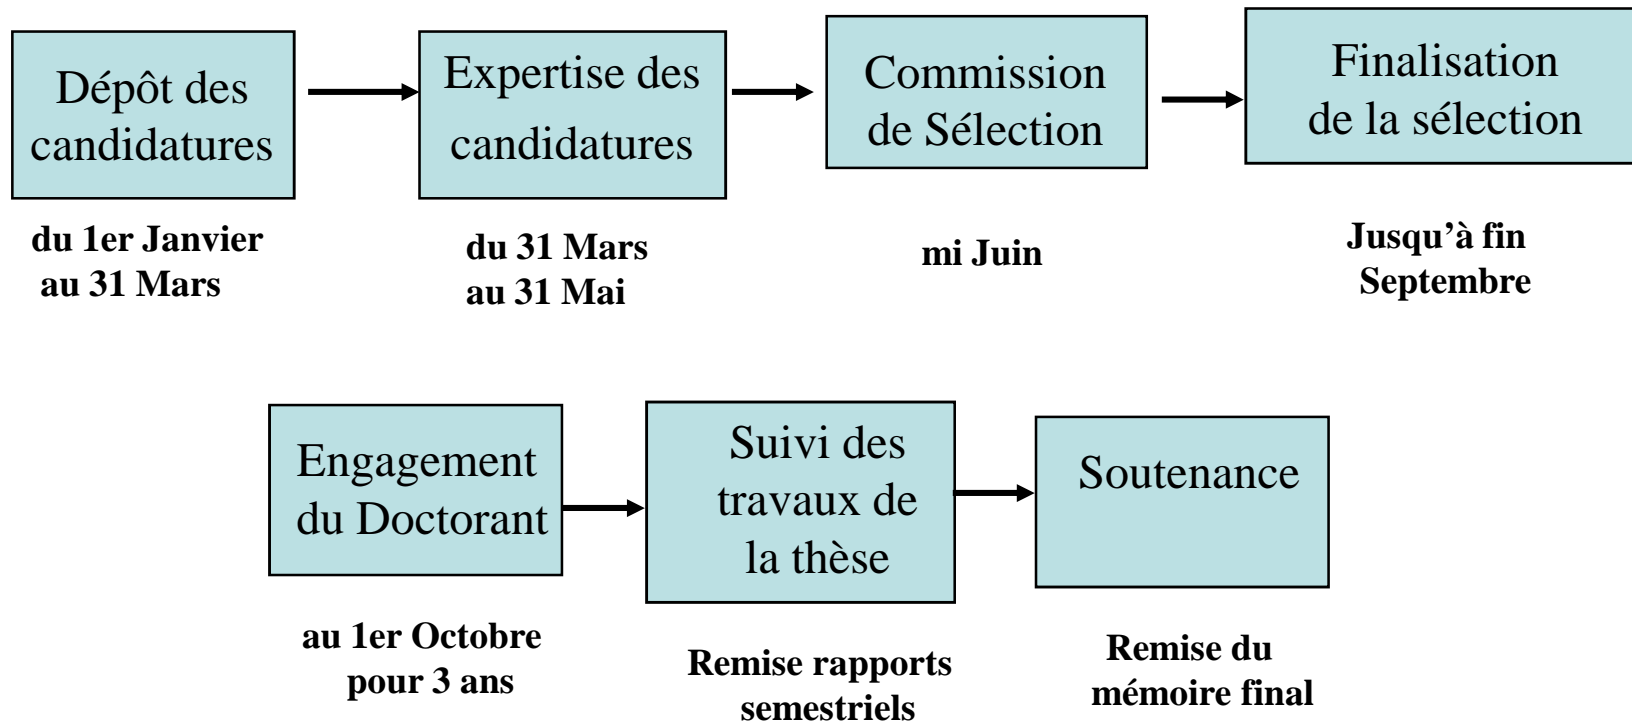 Dépôt des
candidatures
Expertise des
candidatures
Commission
de Sélection
Finalisation
de la sélection
du 1er Janvier
au 31 Mars
du 31 Mars
au 31 Mai
mi Juin
Jusqu’à fin
Septembre
Engagement
du Doctorant
Suivi des
travaux de
la thèse
Soutenance
au 1er Octobre
pour 3 ans
Remise rapports
semestriels
Remise du
mémoire final